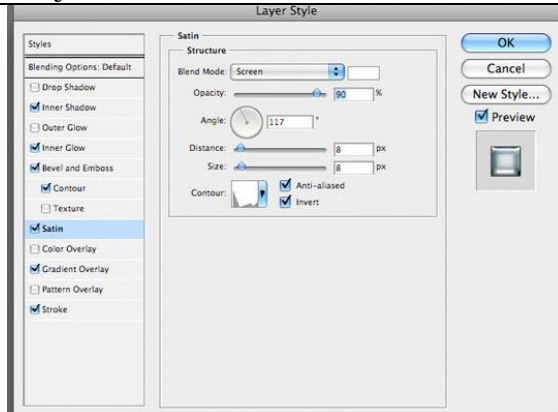 Layer Style
Styles
Blending Options: Default
Drop Shadow
Inner Shadow
Outer Glow
Inner Glow
Bevel and Emboss
Contour
Texture
Satin
Color Overlay
Gradient Overlay
Pattern Overlay
Stroke
Satin
Structure
Blend Mode: Screen
Opacity: 90 %
Angle: 117 °
Distance: 8 px
Size: 8 px
Contour: Anti-aliased
Invert
OK
Cancel
New Style...
Preview